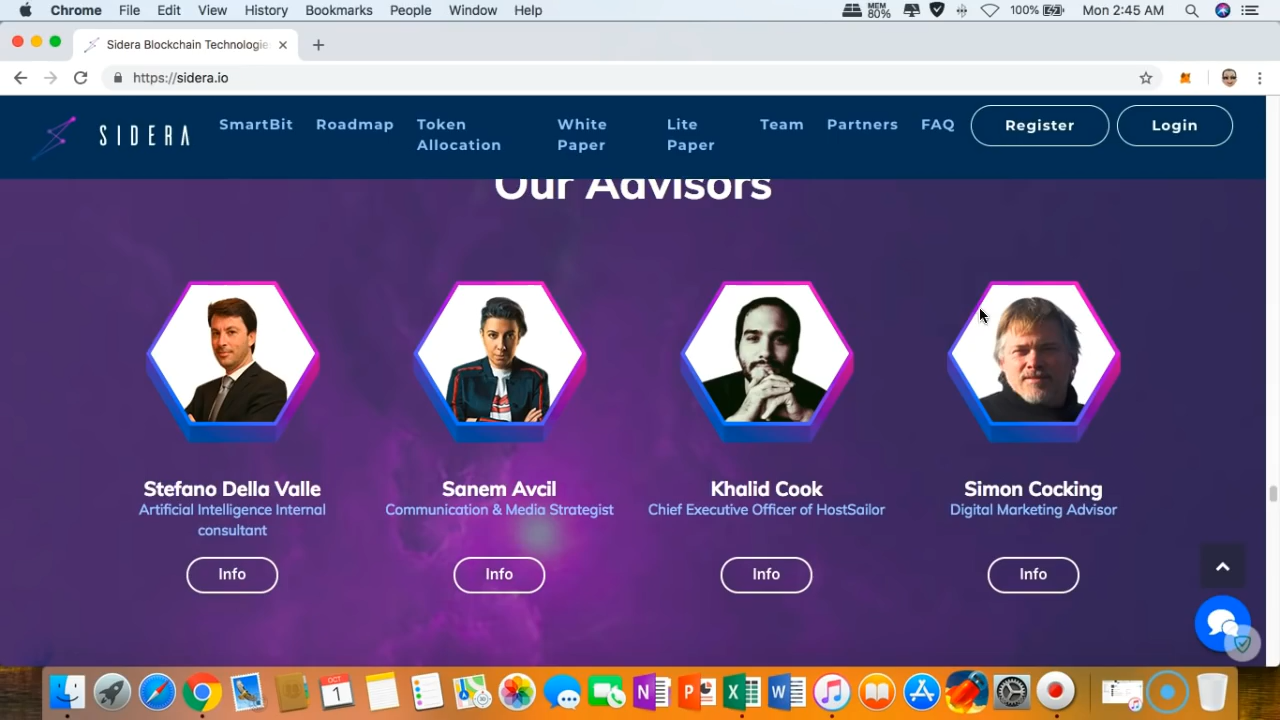 Chrome File Edit View History Bookmarks People Window Help MEM 80% 100% Mon 2:45 AM
Sidera Blockchain Technologie
https://sidera.io
SIDERA SmartBit Roadmap Token Allocation White Paper Lite Paper Team Partners FAQ Register Login
Our Advisors
Stefano Della Valle
Artificial Intelligence Internal
consultant
Info
Sanem Avcil
Communication & Media Strategist
Info
Khalid Cook
Chief Executive Officer of HostSailor
Info
Simon Cocking
Digital Marketing Advisor
Info
OCT
1